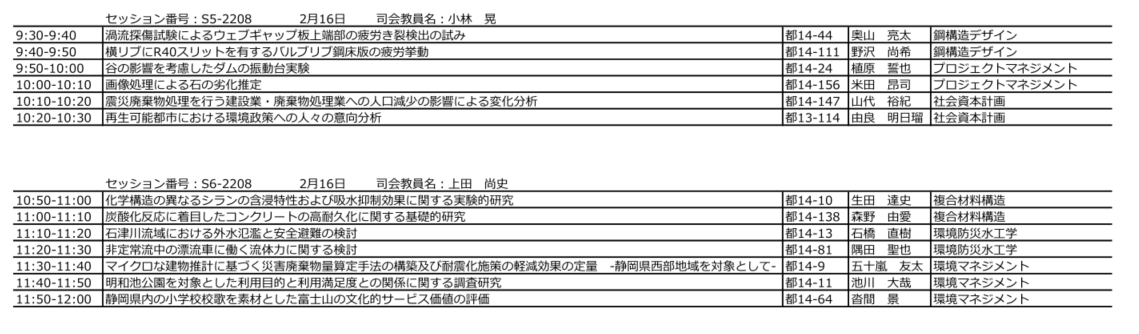 セッション番号：S5-2208　2月16日　司会教員名：小林　晃
9:30-9:40 渦流探傷試験によるウェブギャップ板上端部の疲労き裂検出の試み 都14-44 奥山　亮太 鋼構造デザイン
9:40-9:50 横リブにR40スリットを有するバルブリブ鋼床版の疲労挙動 都14-111 野沢　尚希 鋼構造デザイン
9:50-10:00 谷の影響を考慮したダムの振動台実験 都14-24 植原　誓也 プロジェクトマネジメント
10:00-10:10 画像処理による石の劣化推定 都14-156 米田　昂司 プロジェクトマネジメント
10:10-10:20 震災廃棄物処理を行う建設業・廃棄物処理業への人口減少の影響による変化分析 都14-147 山代　裕紀 社会資本計画
10:20-10:30 再生可能都市における環境政策への人々の意向分析 都13-114 由良　明日瑠 社会資本計画
セッション番号：S6-2208　2月16日　司会教員名：上田　尚史
10:50-11:00 化学構造の異なるシランの含浸特性および吸水抑制効果に関する実験的研究 都14-10 生田　達史 複合材料構造
11:00-11:10 炭酸化反応に着目したコンクリートの高耐久化に関する基礎的研究 都14-138 森野　由愛 複合材料構造
11:10-11:20 石津川流域における外水氾濫と安全避難の検討 都14-13 石橋　直樹 環境防災水工学
11:20-11:30 非定常流中の漂流車に働く流体力に関する検討 都14-81 隅田　聖也 環境防災水工学
11:30-11:40 マイクロな建物推計に基づく災害廃棄物量算定手法の構築及び耐震化施策の軽減効果の定量　-静岡県西部地域を対象として- 都14-9 五十嵐　友太 環境マネジメント
11:40-11:50 明和池公園を対象とした利用目的と利用満足度との関係に関する調査研究 都14-11 池川　大哉 環境マネジメント
11:50-12:00 静岡県内の小学校校歌を素材とした富士山の文化的サービス価値の評価 都14-64 沓間　景 環境マネジメント